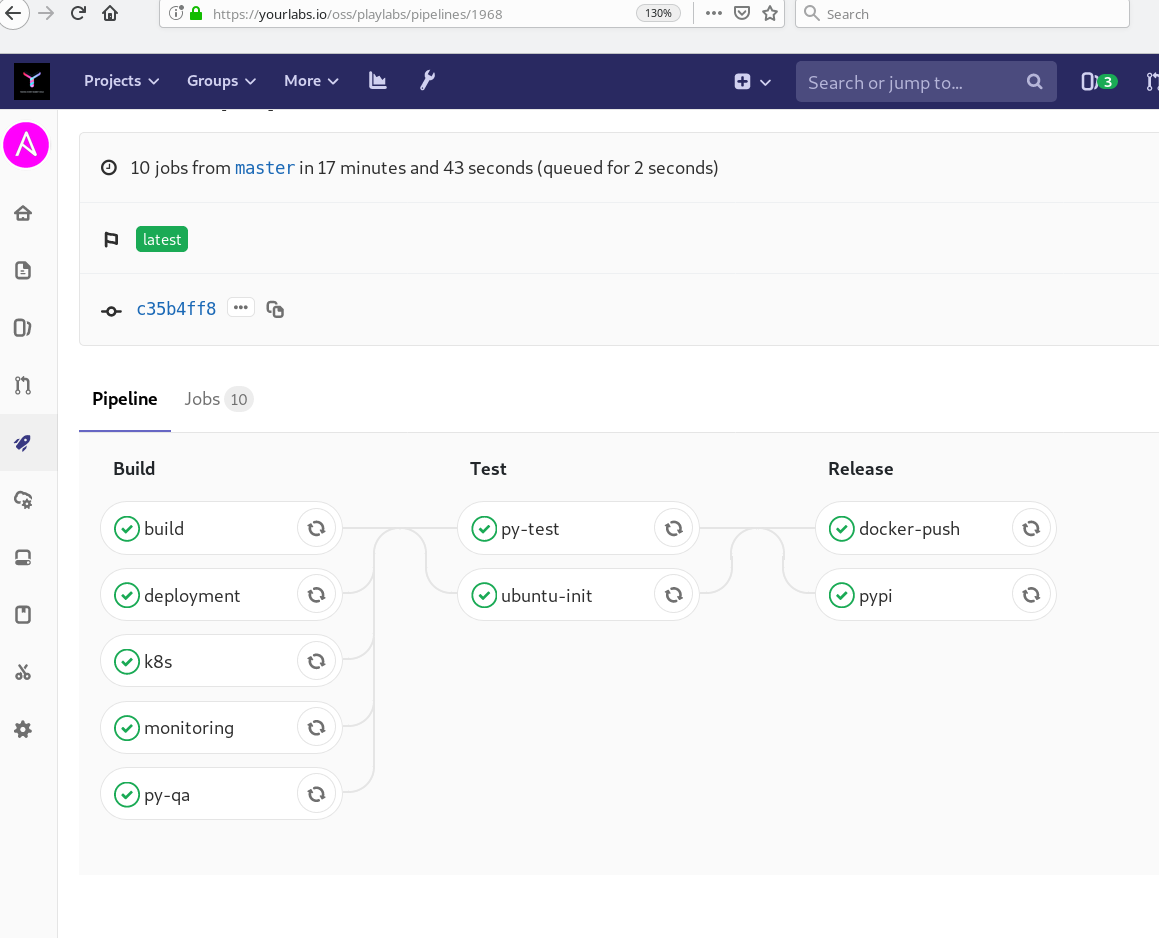 https://yourlabs.io/oss/playlabs/pipelines/1968 130% Search
Projects Groups More Search or jump to... 3
10 jobs from master in 17 minutes and 43 seconds (queued for 2 seconds)
latest
c35b4ff8
Pipeline Jobs 10
Build Test Release
build py-test docker-push
deployment ubuntu-init pypi
k8s
monitoring
py-qa